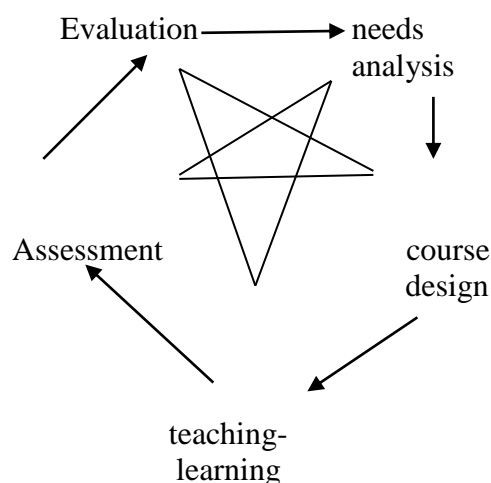 Evaluation
needs
analysis
Assessment
course
design
teaching-
learning